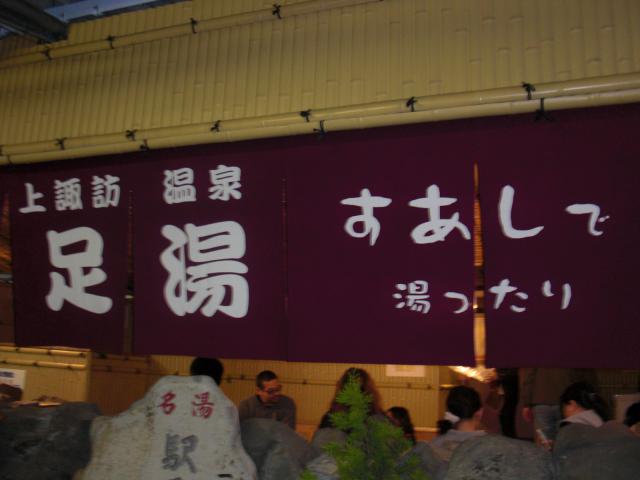 上諏訪 温泉
足湯
すあしで
湯ったり
名湯
駅